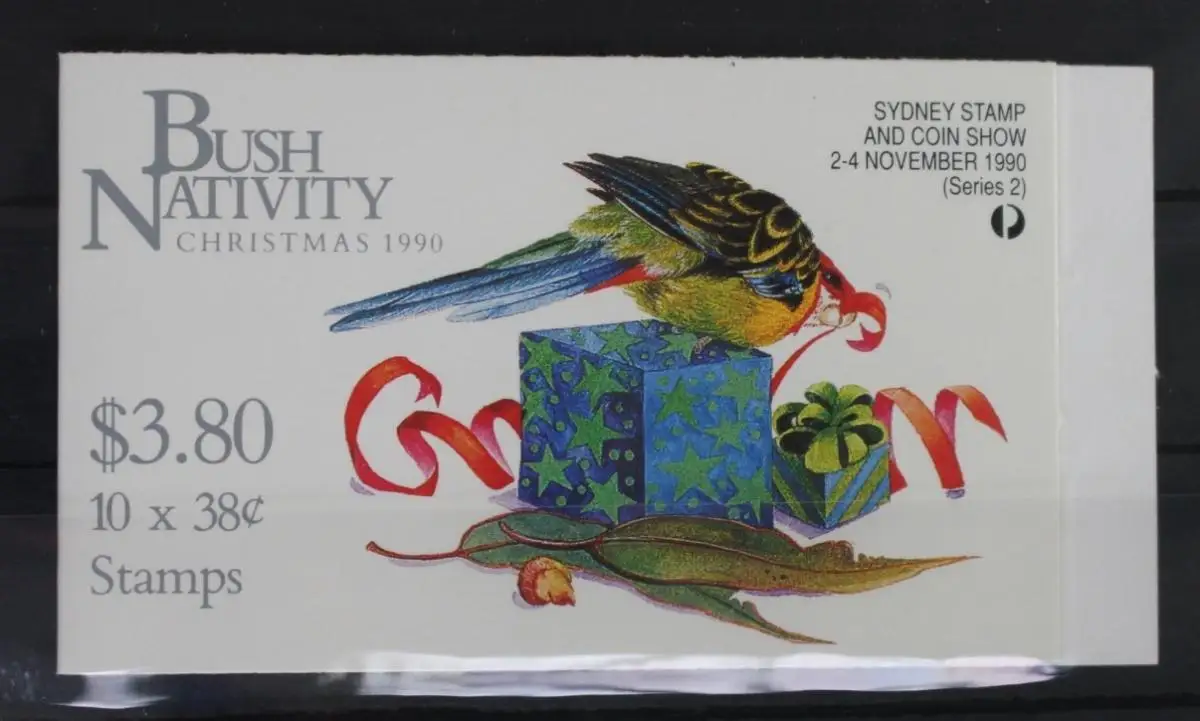 BUSH
NATIVITY
CHRISTMAS 1990
SYDNEY STAMP
AND COIN SHOW
2-4 NOVEMBER 1990
(Series 2)
$3.80
10 x 38¢
Stamps